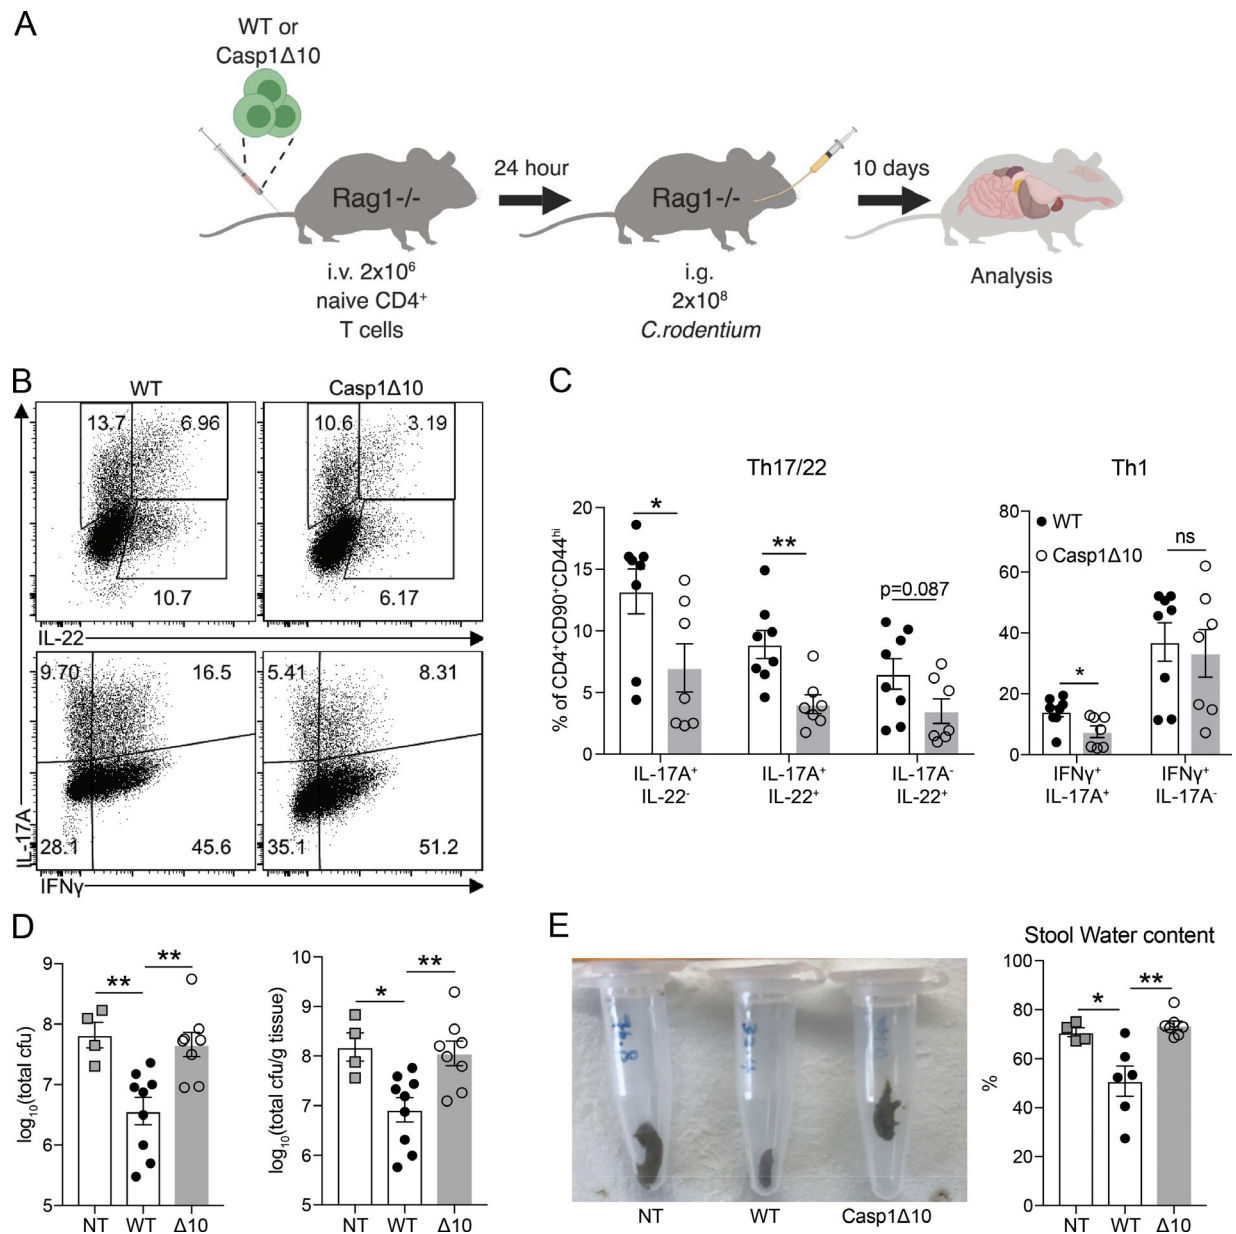 A
WT or
Casp1Δ10
Rag1-/-
24 hour
Rag1-/-
10 days
i.v. 2x10⁶
naive CD4⁺
T cells
i.g.
2x10⁸
C.rodentium
Analysis
B
WT
Casp1Δ10
13.7
6.96
10.6
3.19
10.7
6.17
IL-22
9.70
16.5
5.41
8.31
28.1
45.6
35.1
51.2
IL-17A
IFNγ
C
Th17/22
Th1
% of CD4⁺CD90⁺CD44ʰⁱ
20
15
10
5
0
*
**
p=0.087
IL-17A⁺
IL-22⁻
IL-17A⁺
IL-22⁺
IL-17A⁻
IL-22⁺
80
60
40
20
0
WT
Casp1Δ10
*
ns
IFNγ⁺
IL-17A⁺
IFNγ⁺
IL-17A⁻
D
log₁₀(total cfu)
9
8
7
6
5
**
**
NT
WT
Δ10
log₁₀(total cfu/g tissue)
10
9
8
7
6
5
*
**
NT
WT
Δ10
E
NT
WT
Casp1Δ10
Stool Water content
%
100
80
60
40
20
0
*
**
NT
WT
Δ10